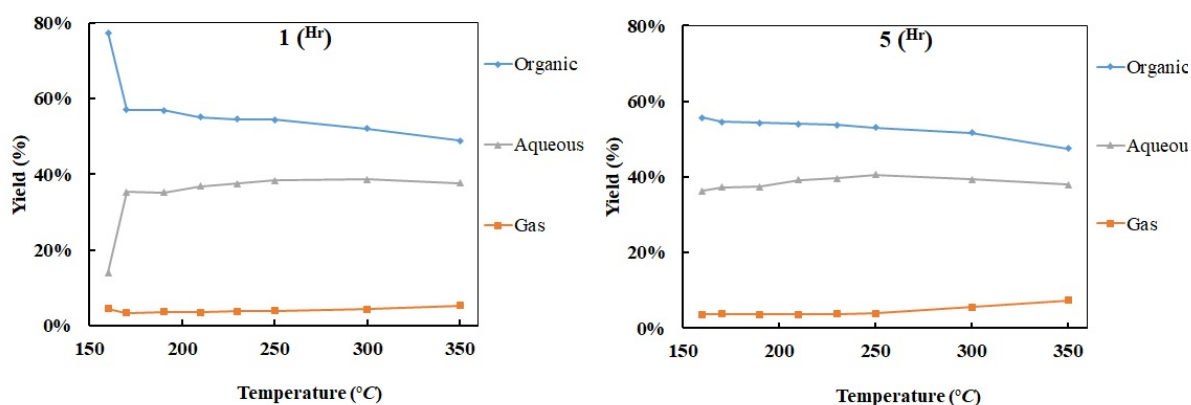 1 (Hr)
80%
60%
40%
20%
0%
Yield (%)
150
200
250
300
350
Temperature (°C)
Organic
Aqueous
Gas
5 (Hr)
80%
60%
40%
20%
0%
Yield (%)
150
200
250
300
350
Temperature (°C)
Organic
Aqueous
Gas